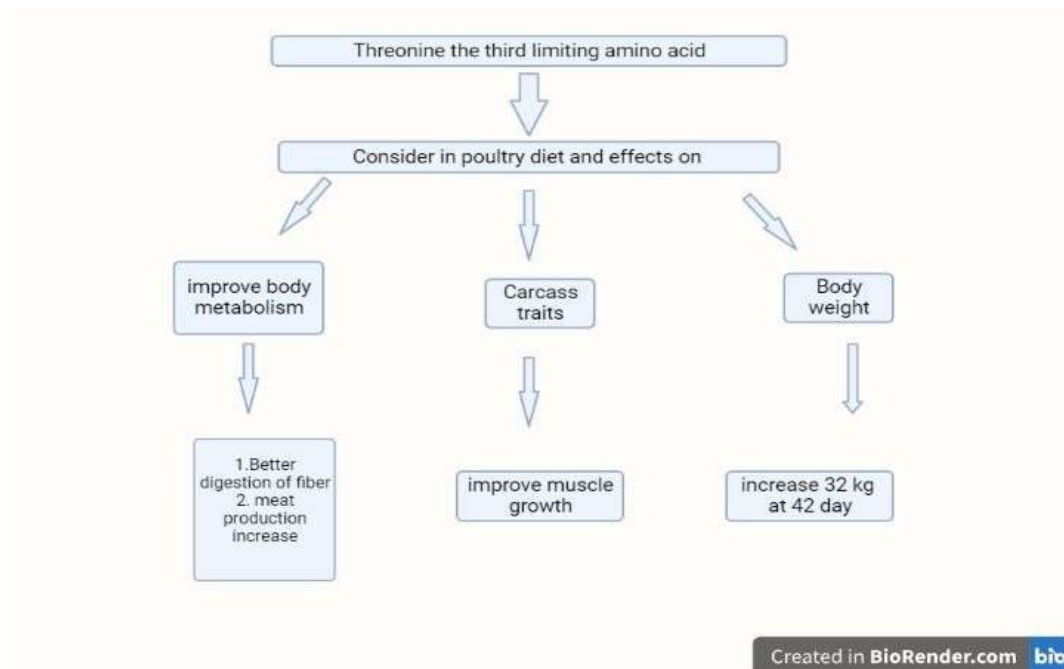 Threonine the third limiting amino acid
Consider in poultry diet and effects on
improve body
metabolism
Carcass
traits
Body
weight
1.Better
digestion of fiber
2. meat
production
increase
improve muscle
growth
increase 32 kg
at 42 day
Created in BioRender.com bio